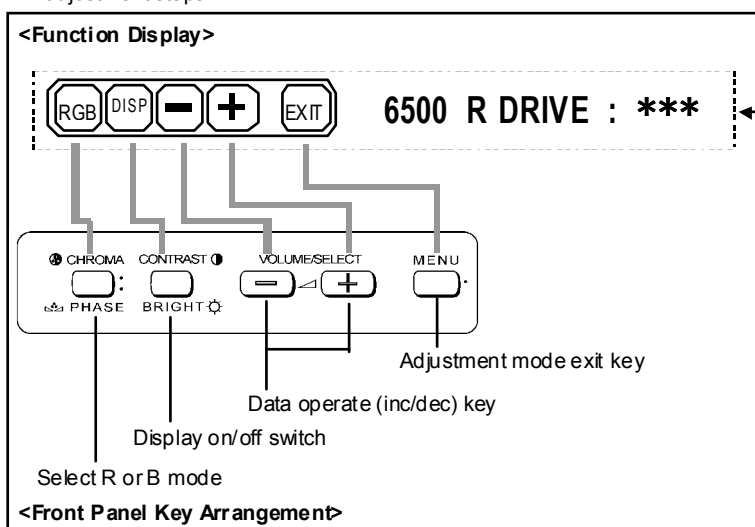 <Function Display>
RGB DISP − + EXIT 6500 R DRIVE : ***
CHROMA CONTRAST VOLUME/SELECT MENU
− +
PHASE BRIGHT
Adjustment mode exit key
Data operate (inc/dec) key
Display on/off switch
Select R or B mode
<Front Panel Key Arrangement>